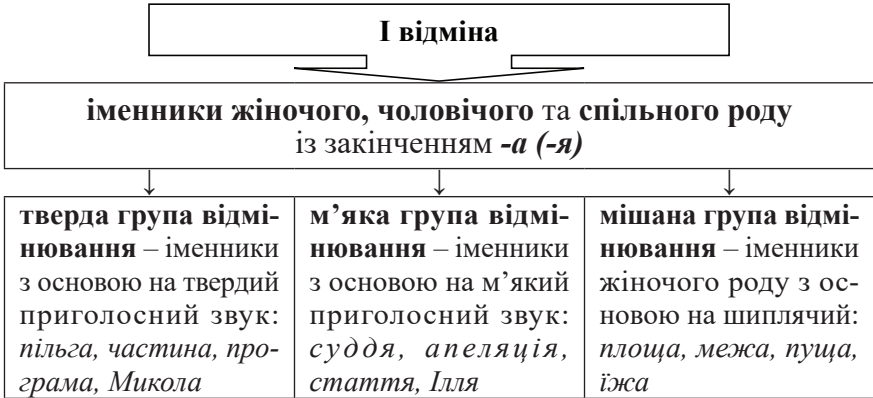 І відміна
іменники жіночого, чоловічого та спільного роду
із закінченням -а (-я)
↓ ↓ ↓
тверда група відмі-
нювання – іменники
з основою на твердий
приголосний звук:
пільга, частина, про-
грама, Микола
м’яка група відмі-
нювання – іменники
з основою на м’який
приголосний звук:
суддя, апеляція,
стаття, Ілля
мішана група відмі-
нювання – іменники
жіночого роду з ос-
новою на шиплячий:
площа, межа, пуща,
їжа